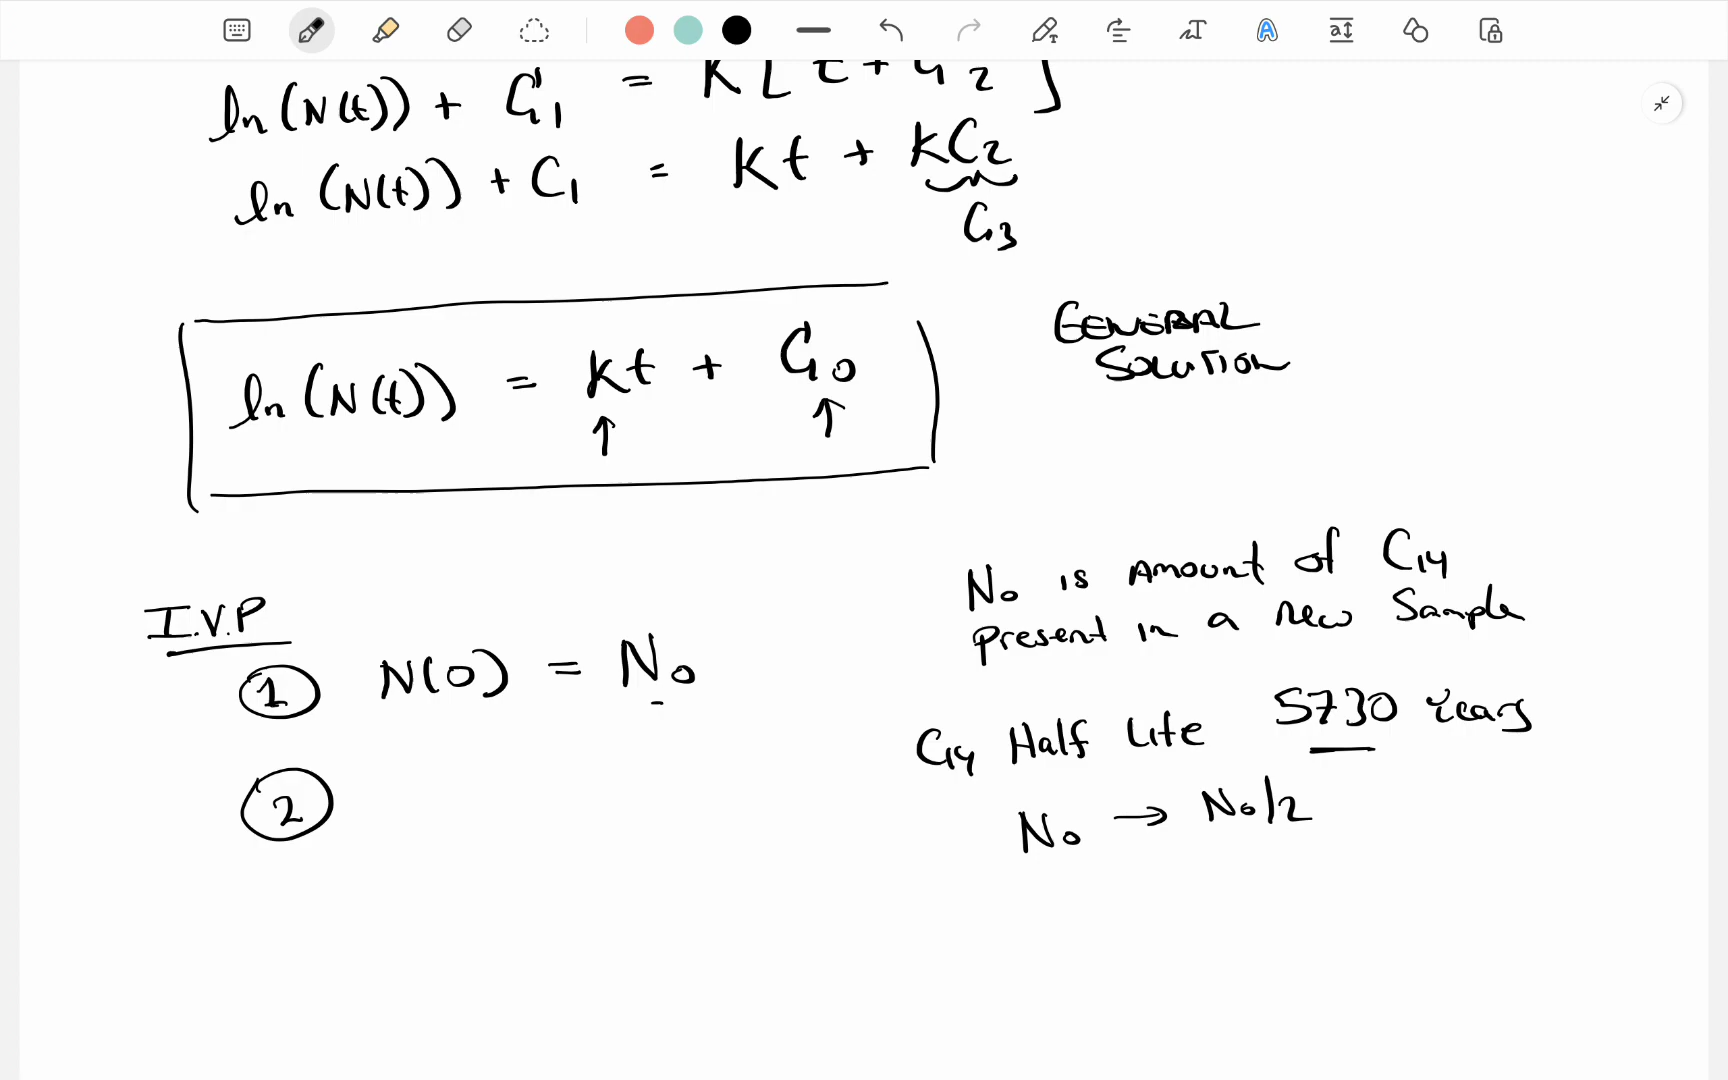 ln(N(t)) + C1 = K[t + C2]
ln(N(t)) + C1 = Kt + KC2
C3
GENERAL
SOLUTION
ln(N(t)) = Kt + C0
↑ ↑
N0 is Amount of C14
present in a new Sample
I.V.P
1 N(0) = N0
C14 Half Life 5730 Years
2
N0 → N0/2